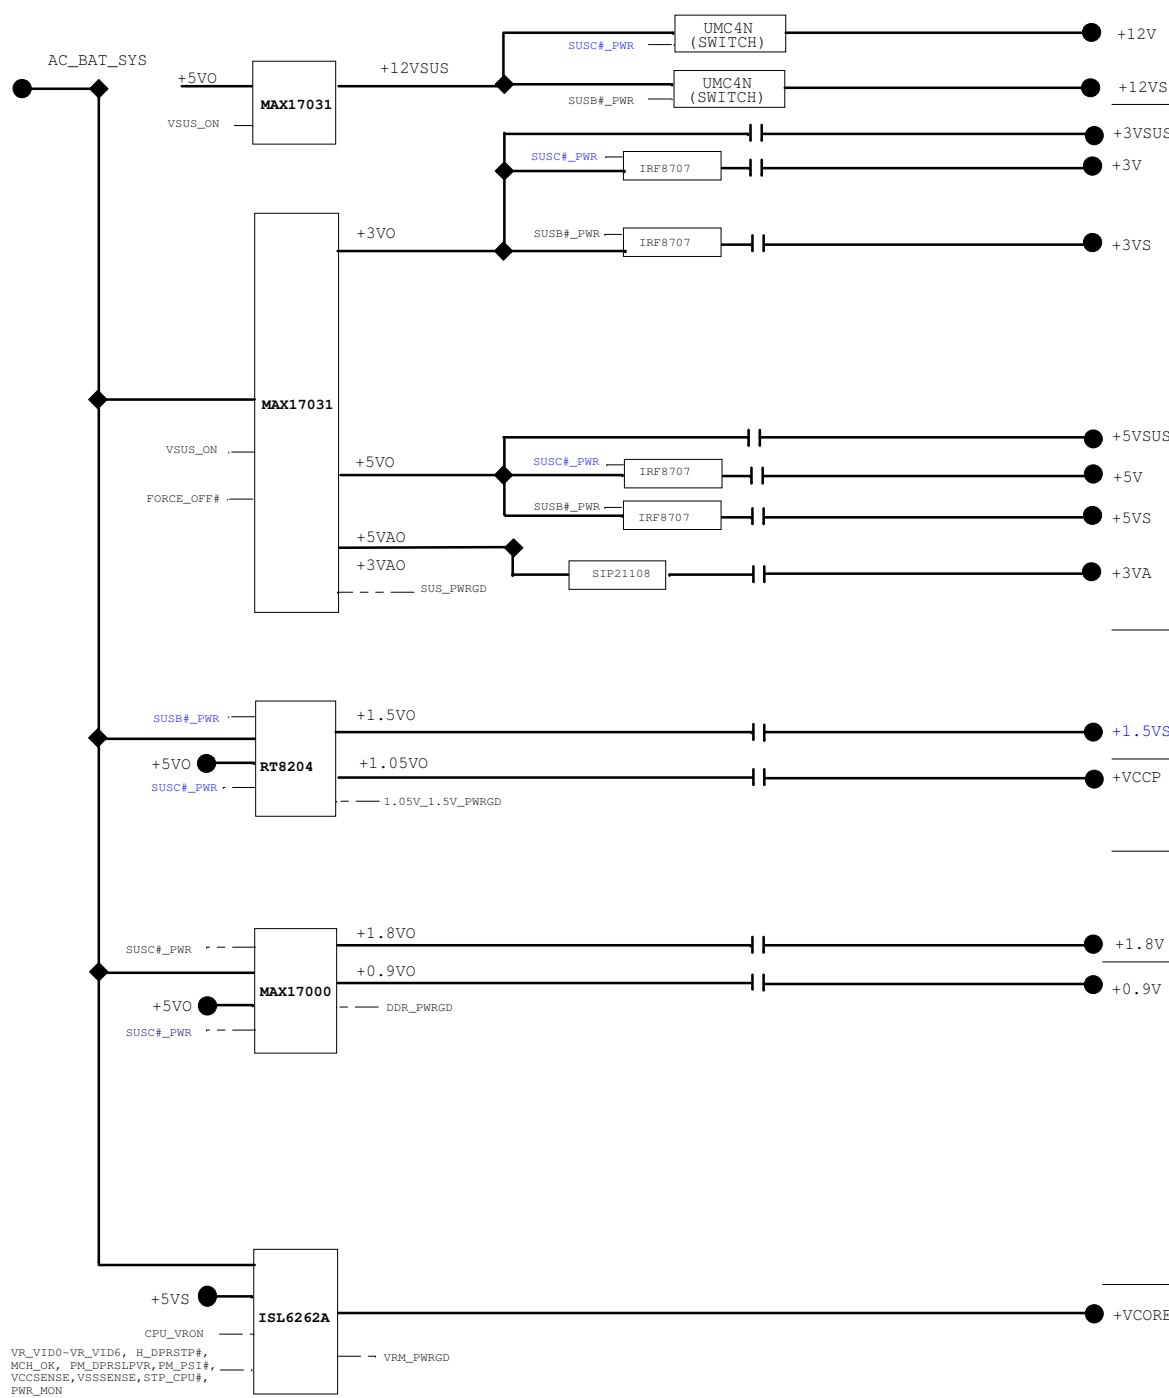 AC_BAT_SYS
+5VO
VSUS_ON
MAX17031
+12VSUS
SUSC#_PWR
UMC4N
(SWITCH)
+12V
SUSB#_PWR
UMC4N
(SWITCH)
+12VS
+3VSUS
SUSC#_PWR
IRF8707
+3V
+3VO
SUSB#_PWR
IRF8707
+3VS
MAX17031
VSUS_ON
FORCE_OFF#
+5VSUS
+5VO
SUSC#_PWR
IRF8707
+5V
SUSB#_PWR
IRF8707
+5VS
+5VAO
+3VAO
SIP21108
+3VA
SUS_PWRGD
SUSB#_PWR
+5VO
SUSC#_PWR
RT8204
+1.5VO
+1.5VS
+1.05VO
+VCCP
1.05V_1.5V_PWRGD
SUSC#_PWR
+5VO
SUSC#_PWR
MAX17000
+1.8VO
+1.8V
+0.9VO
+0.9V
DDR_PWRGD
+5VS
CPU_VRON
VR_VID0~VR_VID6, H_DPRSTP#,
MCH_OK, PM_DPRSLPVR,PM_PSI#,
VCCSENSE,VSSSENSE,STP_CPU#,
PWR_MON
ISL6262A
+VCORE
VRM_PWRGD